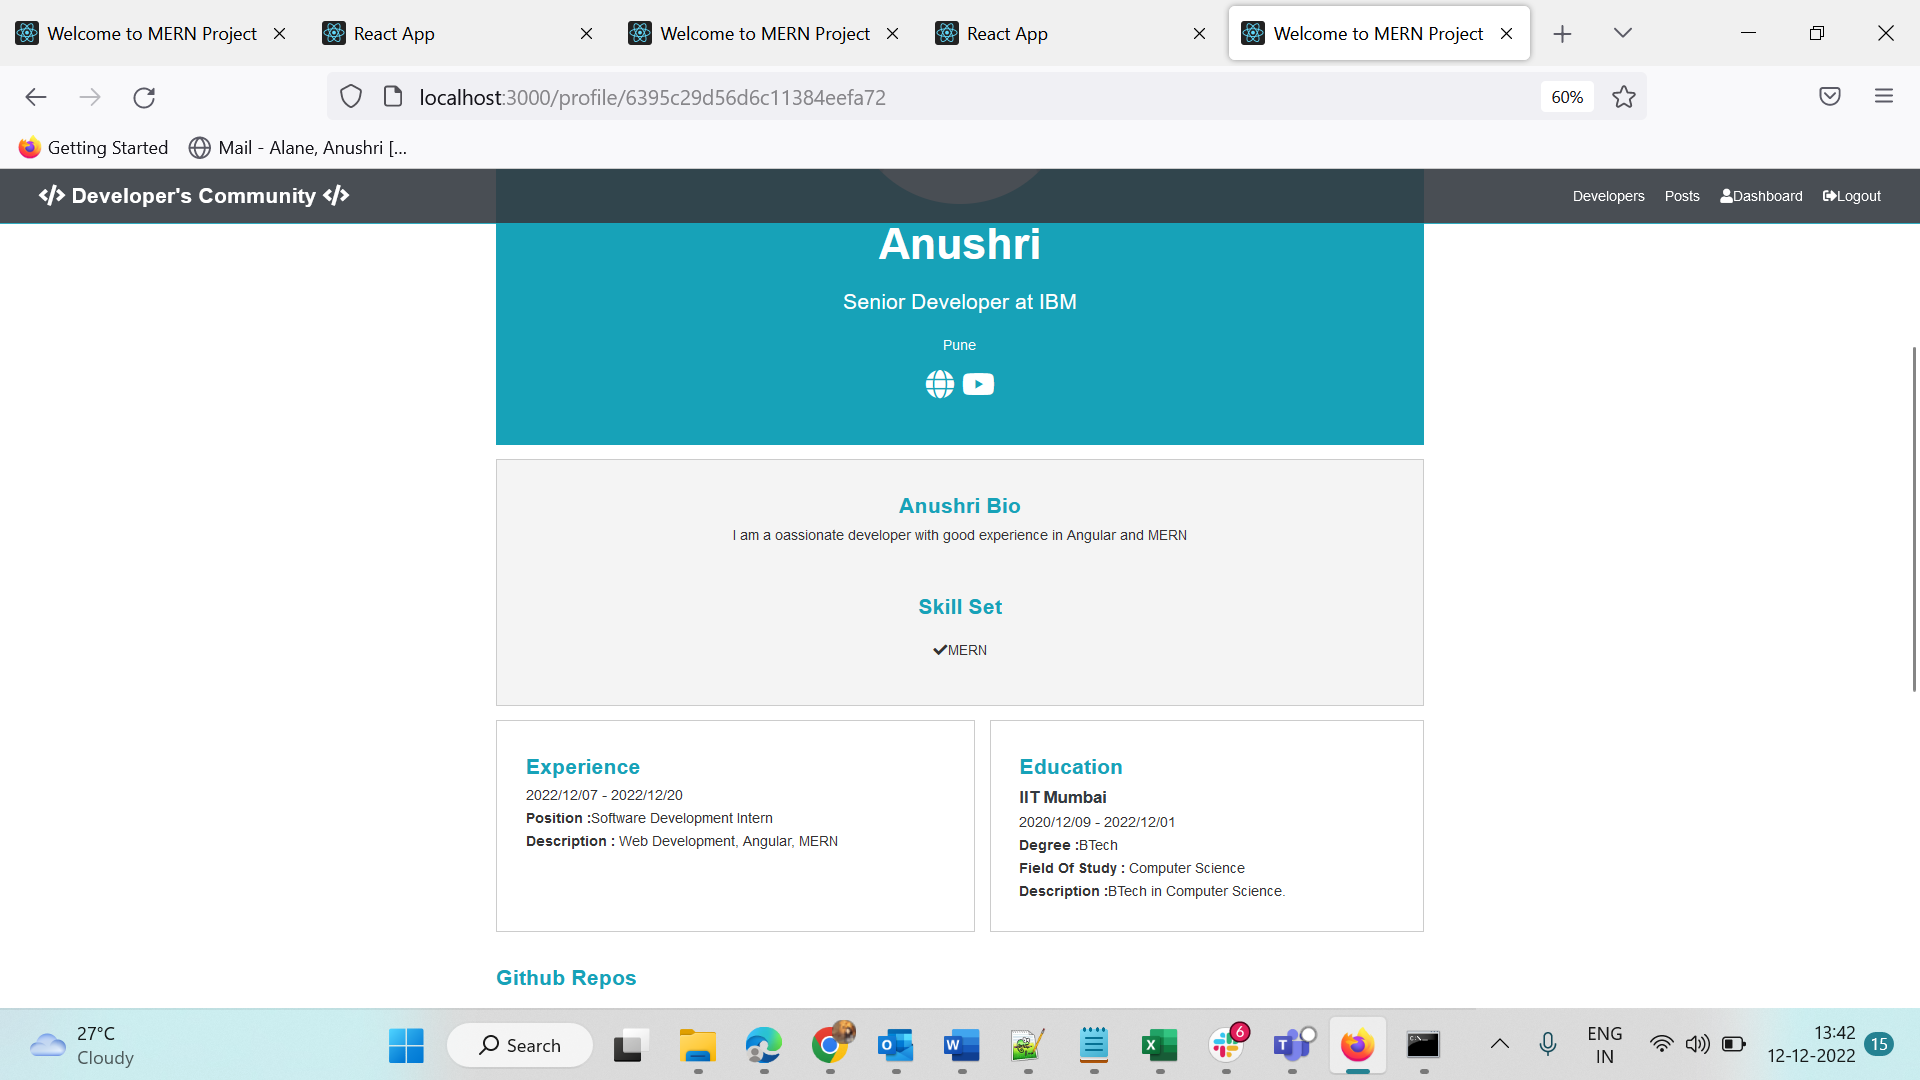 Welcome to MERN Project
React App
Welcome to MERN Project
React App
Welcome to MERN Project
localhost:3000/profile/6395c29d56d6c11384eefa72
60%
Getting Started
Mail - Alane, Anushri [...
</> Developer's Community </>
Developers
Posts
Dashboard
Logout
Anushri
Senior Developer at IBM
Pune
Anushri Bio
I am a oassionate developer with good experience in Angular and MERN
Skill Set
MERN
Experience
2022/12/07 - 2022/12/20
Position :Software Development Intern
Description : Web Development, Angular, MERN
Education
IIT Mumbai
2020/12/09 - 2022/12/01
Degree :BTech
Field Of Study : Computer Science
Description :BTech in Computer Science.
Github Repos
27°C
Cloudy
Search
6
ENG
IN
13:42
12-12-2022
15